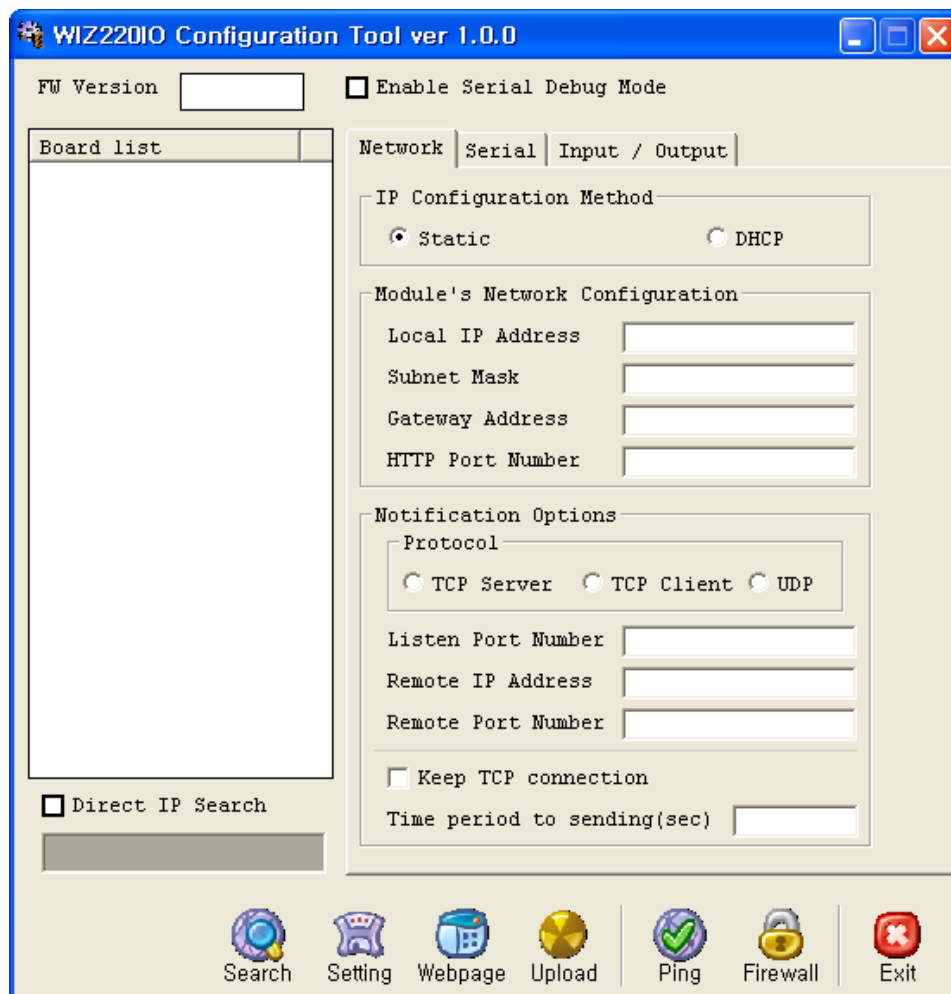 WIZ220IO Configuration Tool ver 1.0.0
FW Version
Enable Serial Debug Mode
Board list
Network
Serial
Input / Output
IP Configuration Method
Static
DHCP
Module's Network Configuration
Local IP Address
Subnet Mask
Gateway Address
HTTP Port Number
Notification Options
Protocol
TCP Server
TCP Client
UDP
Listen Port Number
Remote IP Address
Remote Port Number
Keep TCP connection
Time period to sending(sec)
Direct IP Search
Search
Setting
Webpage
Upload
Ping
Firewall
Exit